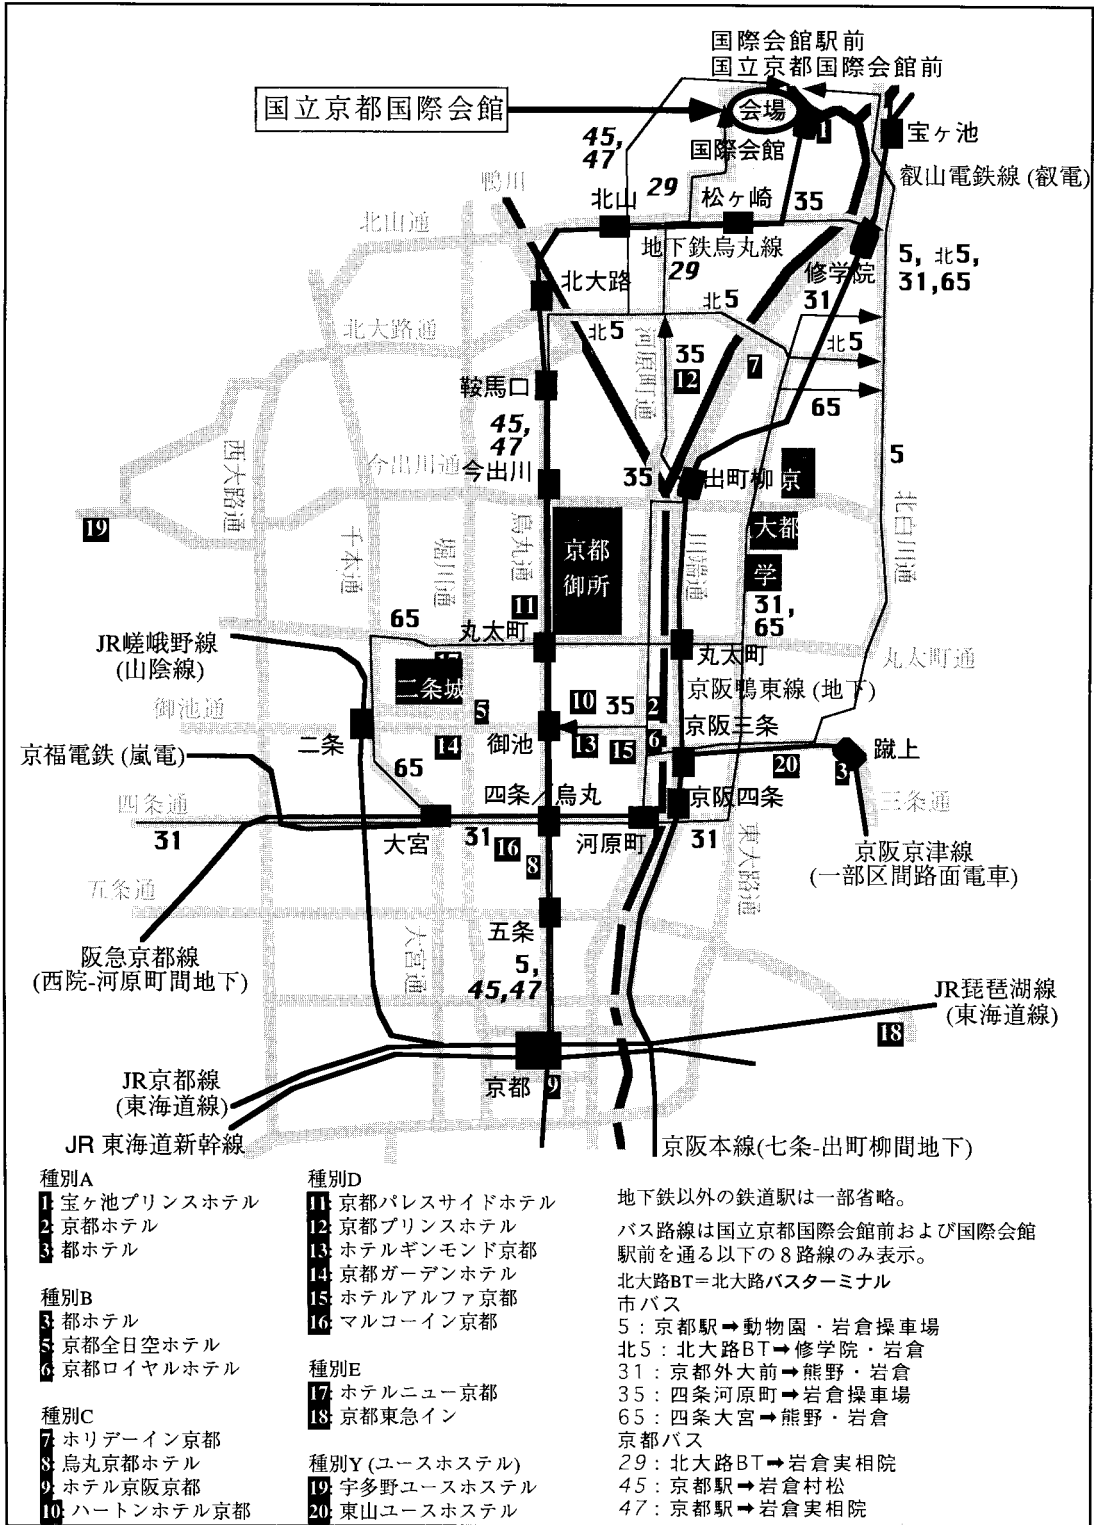 国際会館駅前
国立京都国際会館前
国立京都国際会館
会場
1
宝ヶ池
45,
47
国際会館
叡山電鉄線 (叡電)
鴨川
29
北山
松ヶ崎
35
北山通
地下鉄烏丸線
修学院
5, 北5,
31,65
北大路
29
北5
31
北大路通
北5
河原町通
35
12
7
北5
鞍馬口
65
45,
47
今出川通
今出川
35
出町柳
京
5
西大路通
19
千本通
堀川通
烏丸通
京都
御所
川端通
大都
学
北白川通
11
31,
65
65
JR嵯峨野線
(山陰線)
丸太町
丸太町
丸太町通
17
二条城
京阪鴨東線 (地下)
御池通
5
10
35
2
京阪三条
二条
14
御池
13
15
6
京福電鉄 (嵐電)
65
20
3
蹴上
四条通
四条/烏丸
京阪四条
三条通
31
大宮
31
16
8
河原町
31
東大路通
京阪京津線
(一部区間路面電車)
五条通
五条
大宮通
阪急京都線
(西院-河原町間地下)
5,
45,47
JR琵琶湖線
(東海道線)
18
JR京都線
(東海道線)
京都
9
JR 東海道新幹線
京阪本線(七条-出町柳間地下)
種別A
1: 宝ヶ池プリンスホテル
2: 京都ホテル
3: 都ホテル
種別B
3: 都ホテル
5: 京都全日空ホテル
6: 京都ロイヤルホテル
種別C
7: ホリデーイン京都
8: 烏丸京都ホテル
9: ホテル京阪京都
10: ハートンホテル京都
種別D
11: 京都パレスサイドホテル
12: 京都プリンスホテル
13: ホテルギンモンド京都
14: 京都ガーデンホテル
15: ホテルアルファ京都
16: マルコーイン京都
種別E
17: ホテルニュー京都
18: 京都東急イン
種別Y (ユースホステル)
19: 宇多野ユースホステル
20: 東山ユースホステル
地下鉄以外の鉄道駅は一部省略。
バス路線は国立京都国際会館前および国際会館
駅前を通る以下の８路線のみ表示。
北大路BT＝北大路バスターミナル
市バス
5：京都駅➡動物園・岩倉操車場
北5：北大路BT➡修学院・岩倉
31：京都外大前➡熊野・岩倉
35：四条河原町➡岩倉操車場
65：四条大宮➡熊野・岩倉
京都バス
29：北大路BT➡岩倉実相院
45：京都駅➡岩倉村松
47：京都駅➡岩倉実相院